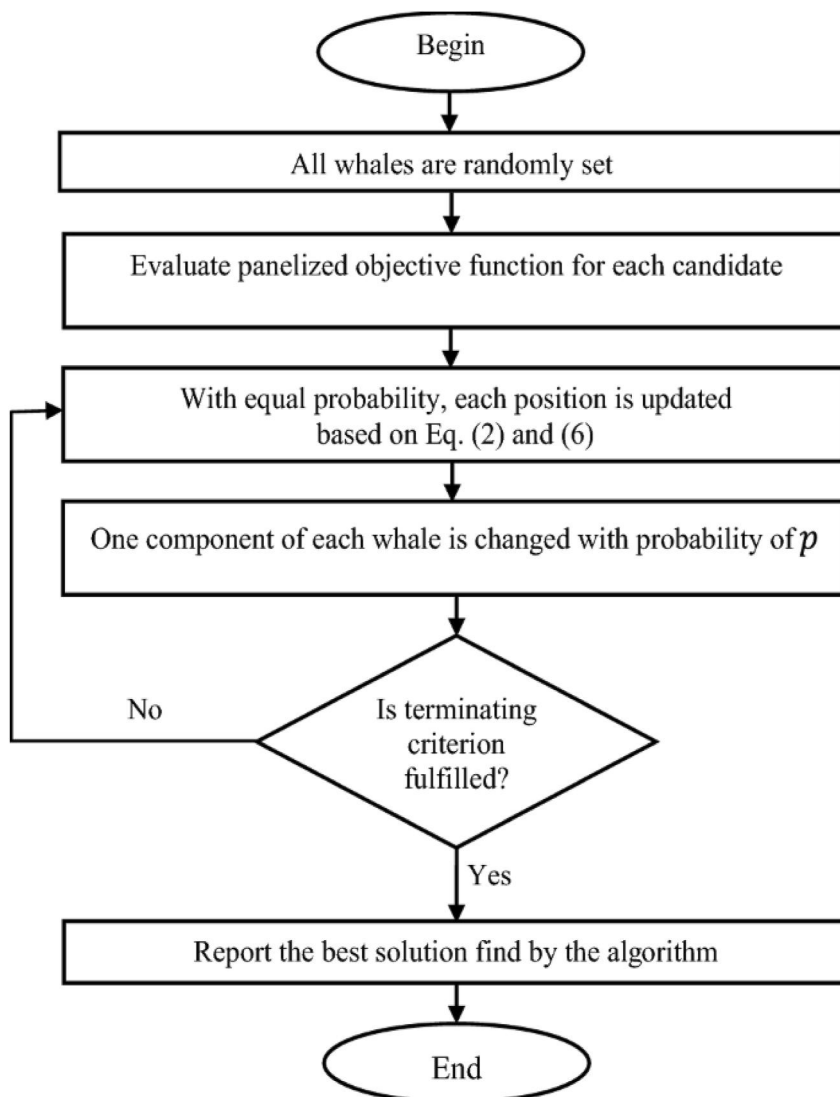 Begin
All whales are randomly set
Evaluate panelized objective function for each candidate
With equal probability, each position is updated
based on Eq. (2) and (6)
One component of each whale is changed with probability of p
No
Is terminating
criterion
fulfilled?
Yes
Report the best solution find by the algorithm
End